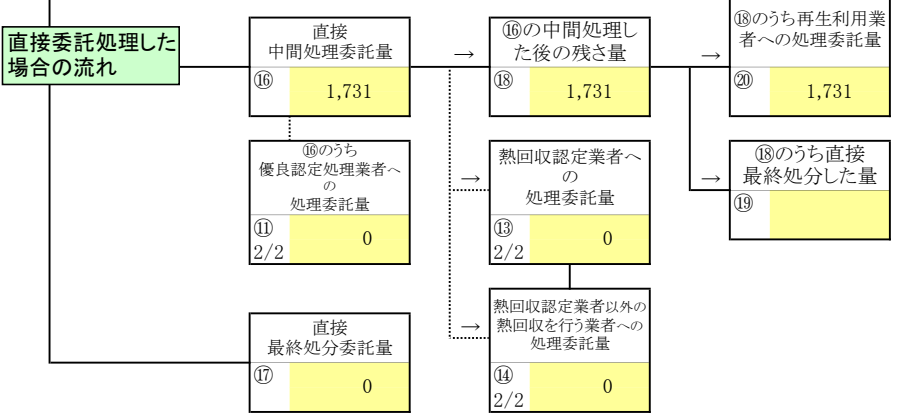 直接委託処理した
場合の流れ
直接
中間処理委託量
⑯
1,731
→
⑯の中間処理し
た後の残さ量
⑱
1,731
→
⑱のうち再生利用業
者への処理委託量
⑳
1,731
⑯のうち
優良認定処理業者へ
の
処理委託量
⑪
2/2
0
→
熱回収認定業者へ
の
処理委託量
⑬
2/2
0
→
⑱のうち直接
最終処分した量
⑲
直接
最終処分委託量
⑰
0
→
熱回収認定業者以外の
熱回収を行う業者への
処理委託量
⑭
2/2
0